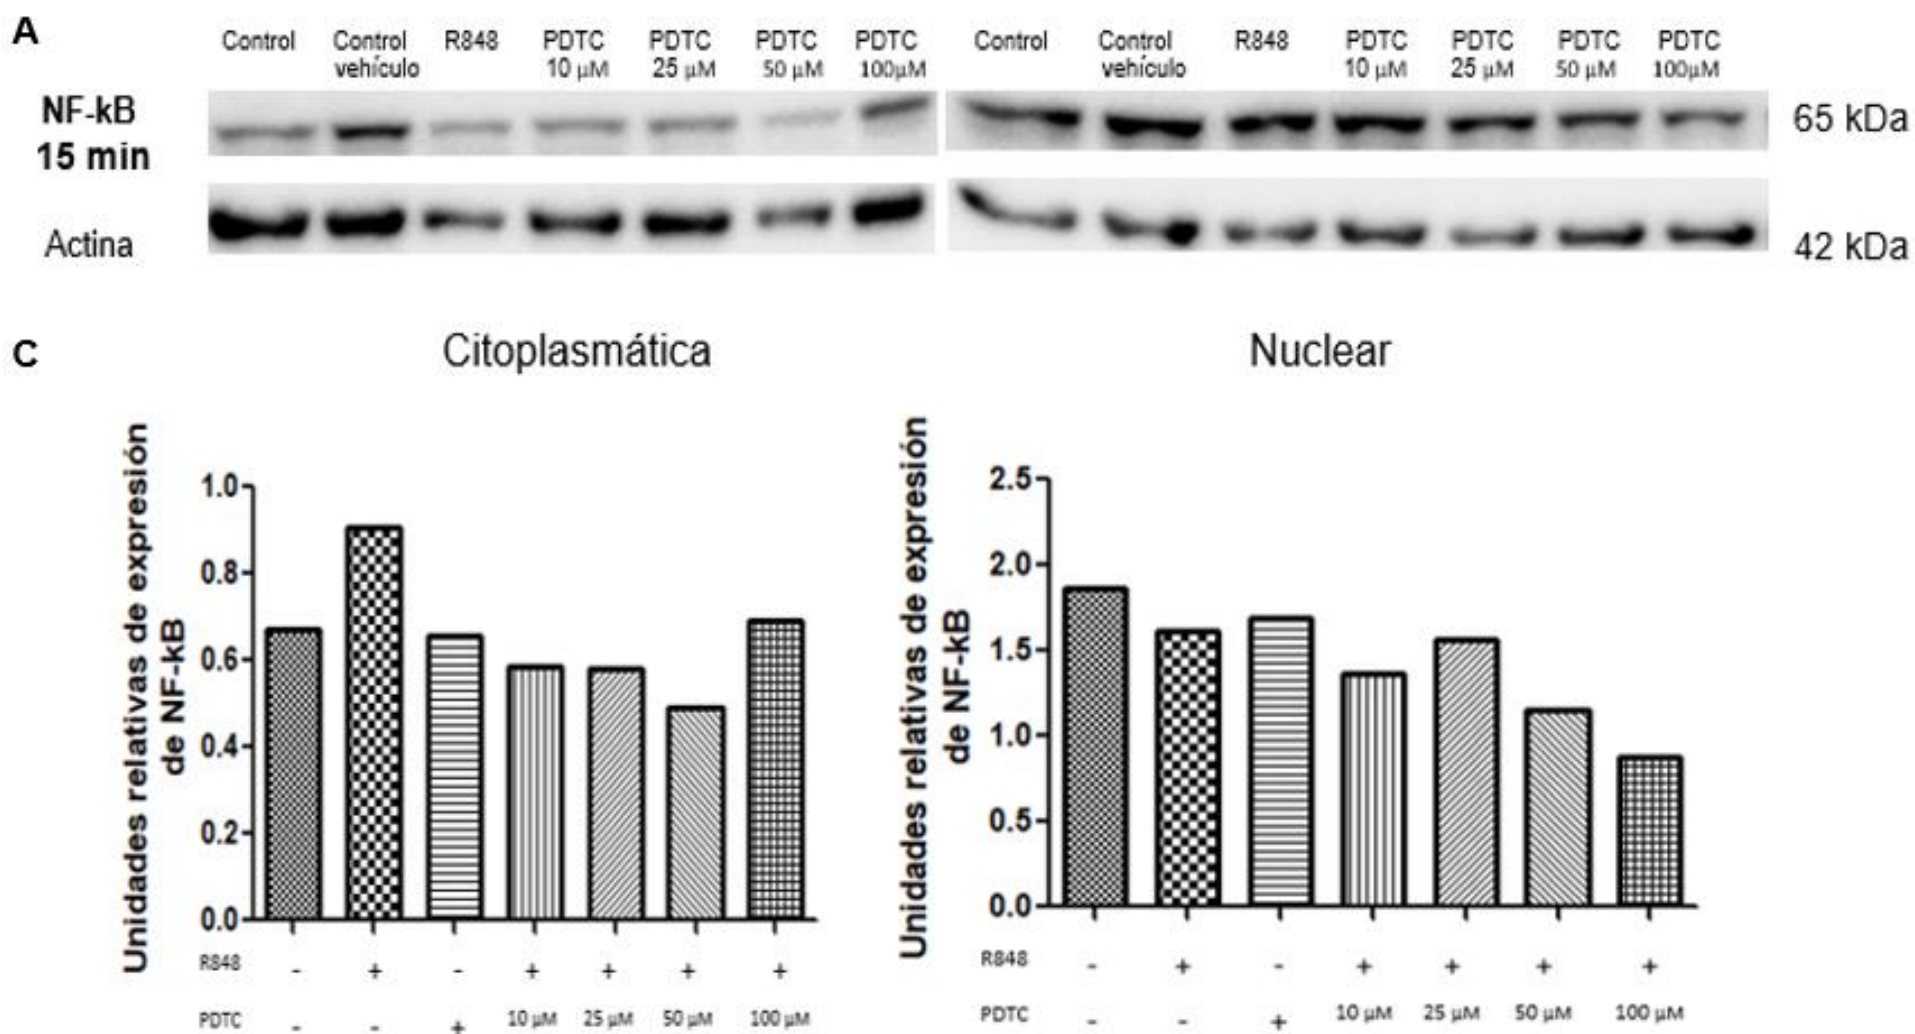 A
Control Control R848 PDTC PDTC PDTC PDTC Control Control R848 PDTC PDTC PDTC PDTC
vehículo 10 µM 25 µM 50 µM 100µM vehículo 10 µM 25 µM 50 µM 100µM
NF-kB
15 min
65 kDa
Actina
42 kDa
C
Citoplasmática
Unidades relativas de expresión
de NF-kB
1.0
0.8
0.6
0.4
0.2
0.0
R848 - + - + + + +
PDTC - - + 10 µM 25 µM 50 µM 100 µM
Nuclear
Unidades relativas de expresión
de NF-kB
2.5
2.0
1.5
1.0
0.5
0.0
R848 - + - + + + +
PDTC - - + 10 µM 25 µM 50 µM 100 µM